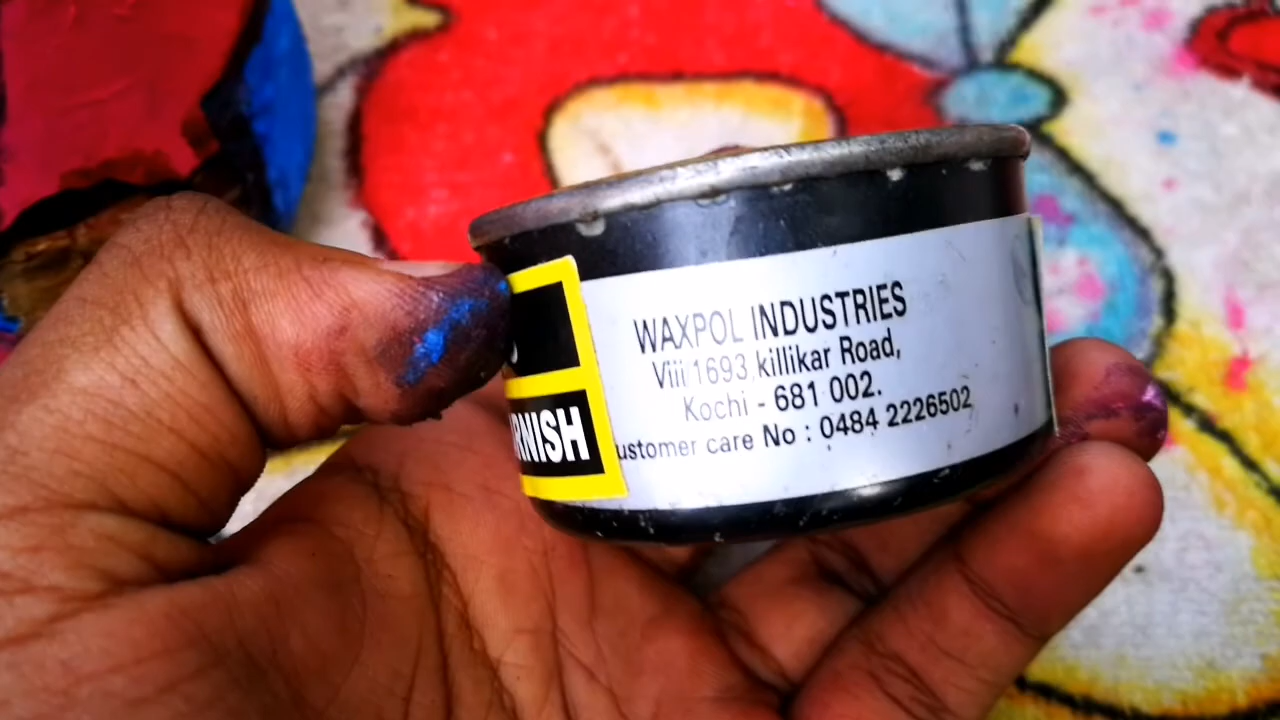 WAXPOL INDUSTRIES
Viii 1693 killikar Road,
Kochi - 681 002.
ustomer care No : 0484 2226502
RNISH